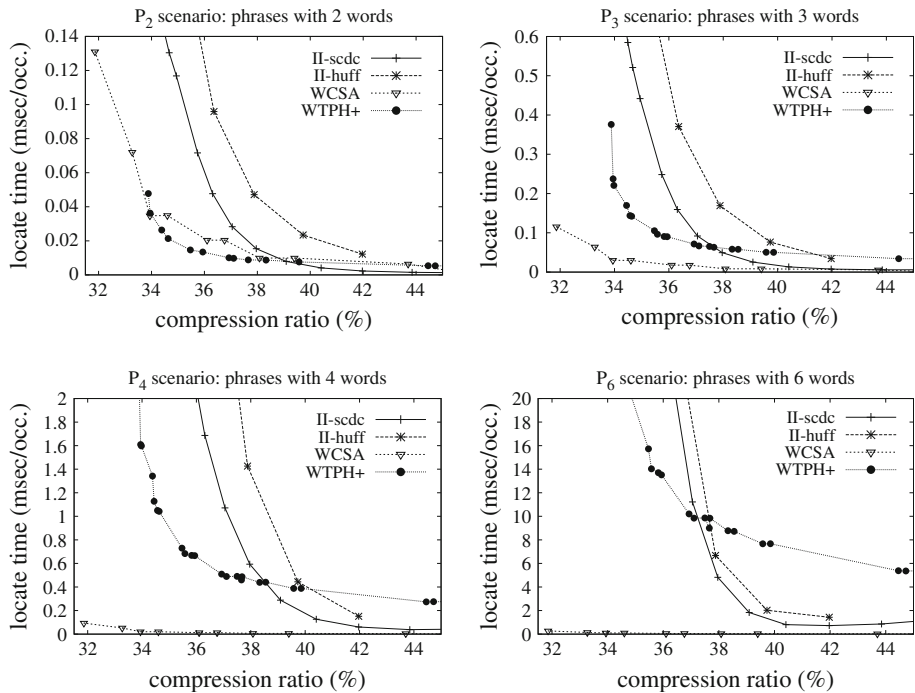 P2 scenario: phrases with 2 words
locate time (msec/occ.)
0.14
0.12
0.1
0.08
0.06
0.04
0.02
0
II-scdc
II-huff
WCSA
WTPH+
32 34 36 38 40 42 44
compression ratio (%)
P3 scenario: phrases with 3 words
locate time (msec/occ.)
0.6
0.5
0.4
0.3
0.2
0.1
0
II-scdc
II-huff
WCSA
WTPH+
32 34 36 38 40 42 44
compression ratio (%)
P4 scenario: phrases with 4 words
locate time (msec/occ.)
2
1.8
1.6
1.4
1.2
1
0.8
0.6
0.4
0.2
0
II-scdc
II-huff
WCSA
WTPH+
32 34 36 38 40 42 44
compression ratio (%)
P6 scenario: phrases with 6 words
locate time (msec/occ.)
20
18
16
14
12
10
8
6
4
2
0
II-scdc
II-huff
WCSA
WTPH+
32 34 36 38 40 42 44
compression ratio (%)